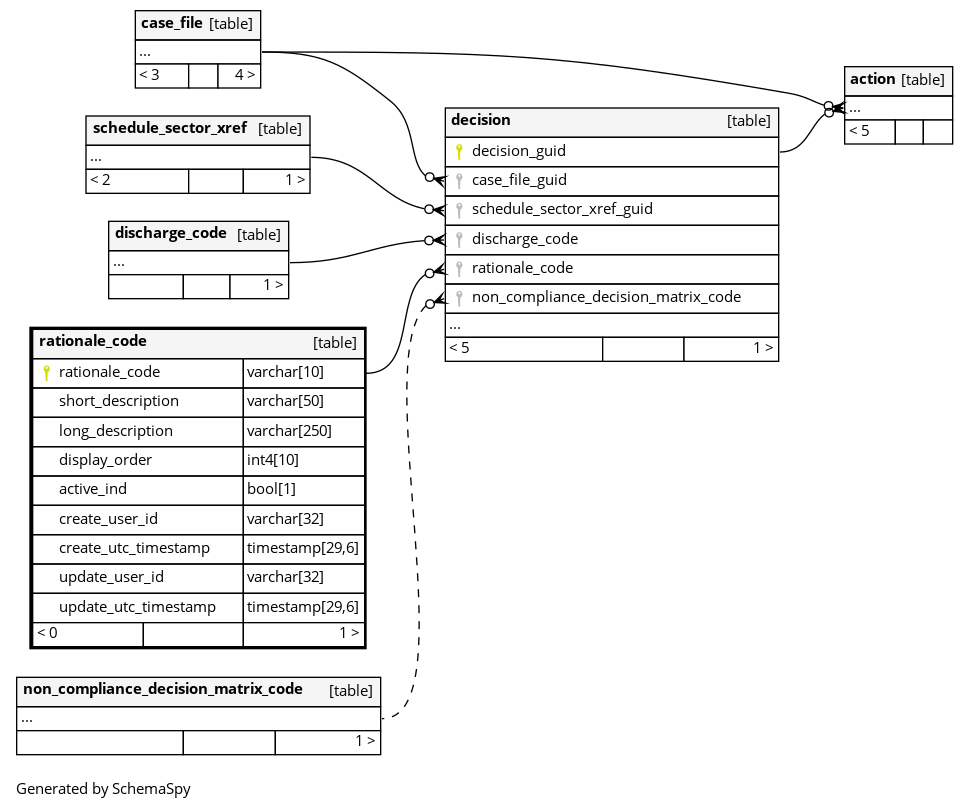 case_file [table]
...
< 3 4 >
action [table]
...
< 5
schedule_sector_xref [table]
...
< 2 1 >
decision [table]
decision_guid
case_file_guid
schedule_sector_xref_guid
discharge_code
rationale_code
non_compliance_decision_matrix_code
...
< 5 1 >
discharge_code [table]
...
1 >
rationale_code [table]
rationale_code varchar[10]
short_description varchar[50]
long_description varchar[250]
display_order int4[10]
active_ind bool[1]
create_user_id varchar[32]
create_utc_timestamp timestamp[29,6]
update_user_id varchar[32]
update_utc_timestamp timestamp[29,6]
< 0 1 >
non_compliance_decision_matrix_code [table]
...
1 >
Generated by SchemaSpy